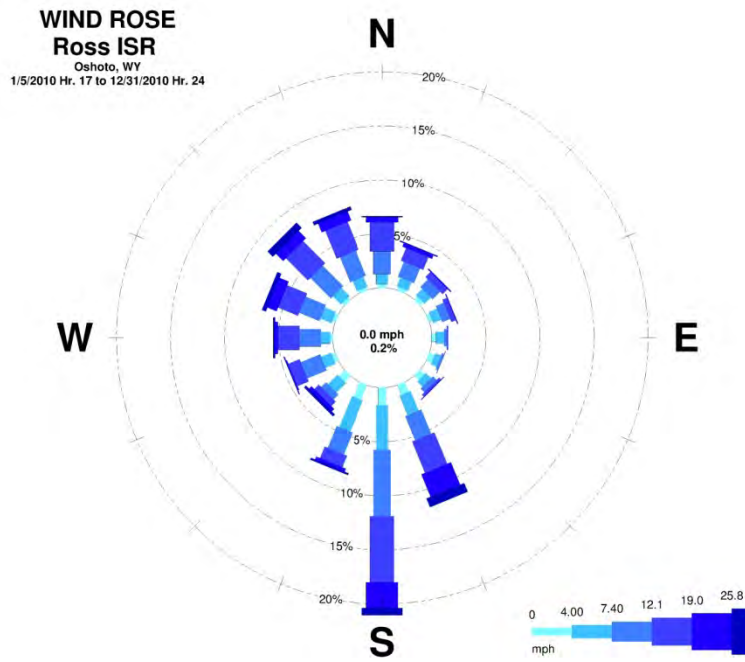 WIND ROSE
Ross ISR
Oshoto, WY
1/5/2010 Hr. 17 to 12/31/2010 Hr. 24
N
20%
15%
10%
5%
W
0.0 mph
0.2%
E
5%
10%
15%
20%
S
0 4.00 7.40 12.1 19.0 25.8
mph